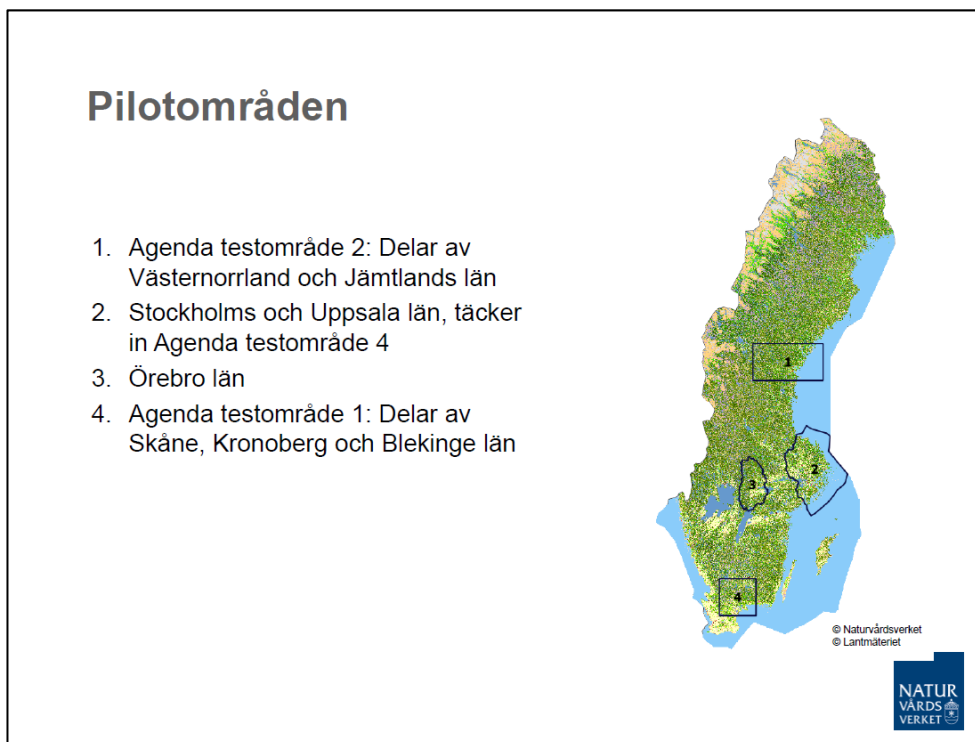 Pilotområden
1. Agenda testområde 2: Delar av
Västernorrland och Jämtlands län
2. Stockholms och Uppsala län, täcker
in Agenda testområde 4
3. Örebro län
4. Agenda testområde 1: Delar av
Skåne, Kronoberg och Blekinge län
1
2
3
4
© Naturvårdsverket
© Lantmäteriet
NATUR
VÅRDS
VERKET